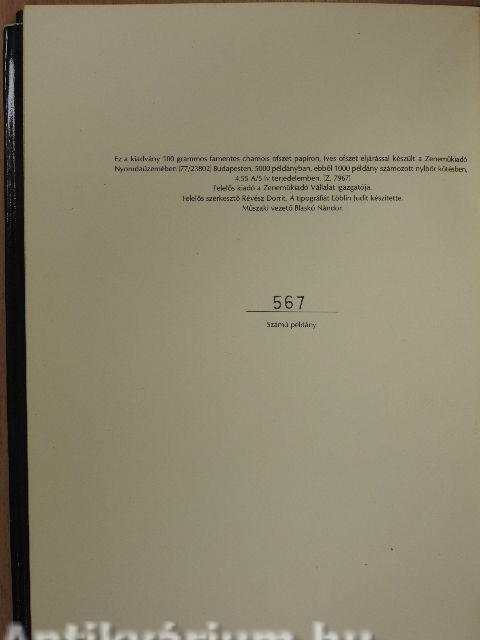 Ez a kiadvány 100 grammos famentes chamois ofszet papíron, íves ofszet eljárással készült a Zeneműkiadó
Nyomdaüzemében (77/23802) Budapesten, 5000 példányban, ebből 1000 példány számozott nylbőr kötésben,
4,55 A/5 ív terjedelemben. (Z. 7967)
Felelős kiadó a Zeneműkiadó Vállalat igazgatója.
Felelős szerkesztő Révész Dorrit. A tipográfiát Löblin Judit készítette.
Műszaki vezető Blaskó Nándor.
567
Számú példány
Antikvárium.hu